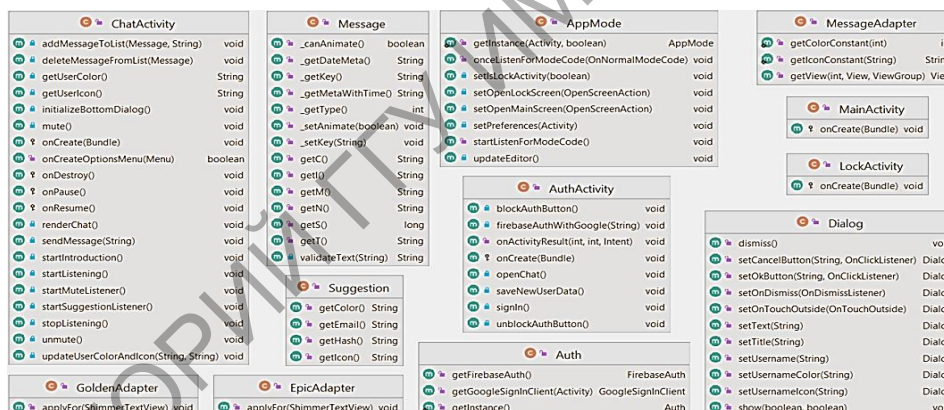 ChatActivity
addMessageToList(Message, String) void
deleteMessageFromList(Message) void
getUserColor() String
getUserIcon() String
initializeBottomDialog() void
mute() void
onCreate(Bundle) void
onCreateOptionsMenu(Menu) boolean
onDestroy() void
onPause() void
onResume() void
renderChat() void
sendMessage(String) void
startIntroduction() void
startListening() void
startMuteListener() void
startSuggestionListener() void
stopListening() void
unmute() void
updateUserColorAndIcon(String, String) void
Message
_canAnimate() boolean
_getDateMeta() String
_getKey() String
_getMetaWithTime() String
_getType() int
_setAnimate(boolean) void
_setKey(String) void
getC() String
getI() String
getM() String
getN() String
getS() long
getT() String
validateText(String) String
AppMode
getInstance(Activity, boolean) AppMode
onceListenForModeCode(OnNormalModeCode) void
setIsLockActivity(boolean) void
setOpenLockScreen(OpenScreenAction) void
setOpenMainScreen(OpenScreenAction) void
setPreferences(Activity) void
startListenForModeCode() void
updateEditor() void
MessageAdapter
getColorConstant(int)
getIconConstant(String)
getView(int, View, ViewGroup)
MainActivity
onCreate(Bundle) void
LockActivity
onCreate(Bundle) void
AuthActivity
blockAuthButton() void
firebaseAuthWithGoogle(String) void
onActivityResult(int, int, Intent) void
onCreate(Bundle) void
openChat() void
saveNewUserData() void
signIn() void
unblockAuthButton() void
Dialog
dismiss()
setCancelButton(String, OnClickListener)
setOkButton(String, OnClickListener)
setOnDismiss(OnDismissListener)
setOnTouchOutside(OnTouchOutside)
setText(String)
setTitle(String)
setUsername(String)
setUsernameColor(String)
setUsernameIcon(String)
show(boolean, boolean)
Suggestion
getColor() String
getEmail() String
getHash() String
getIcon() String
Auth
getFirebaseAuth() FirebaseAuth
getGoogleSignInClient(Activity) GoogleSignInClient
getInstance() Auth
GoldenAdapter
applyFor(ShimmerTextView) void
EpicAdapter
applyFor(ShimmerTextView) void
ОРИЙ ГГУ ИМ